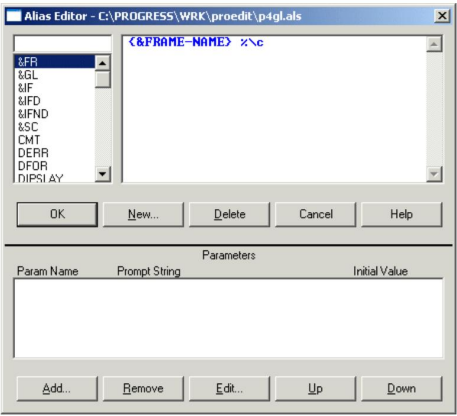 Alias Editor - C:\PROGRESS\WRK\proedit\p4gl.als
{&FRAME-NAME} %\c
&FR
&GL
&IF
&IFD
&IFND
&SC
CMT
DERR
DFOR
DIPSLAY
OK New... Delete Cancel Help
Parameters
Param Name Prompt String Initial Value
Add... Remove Edit... Up Down